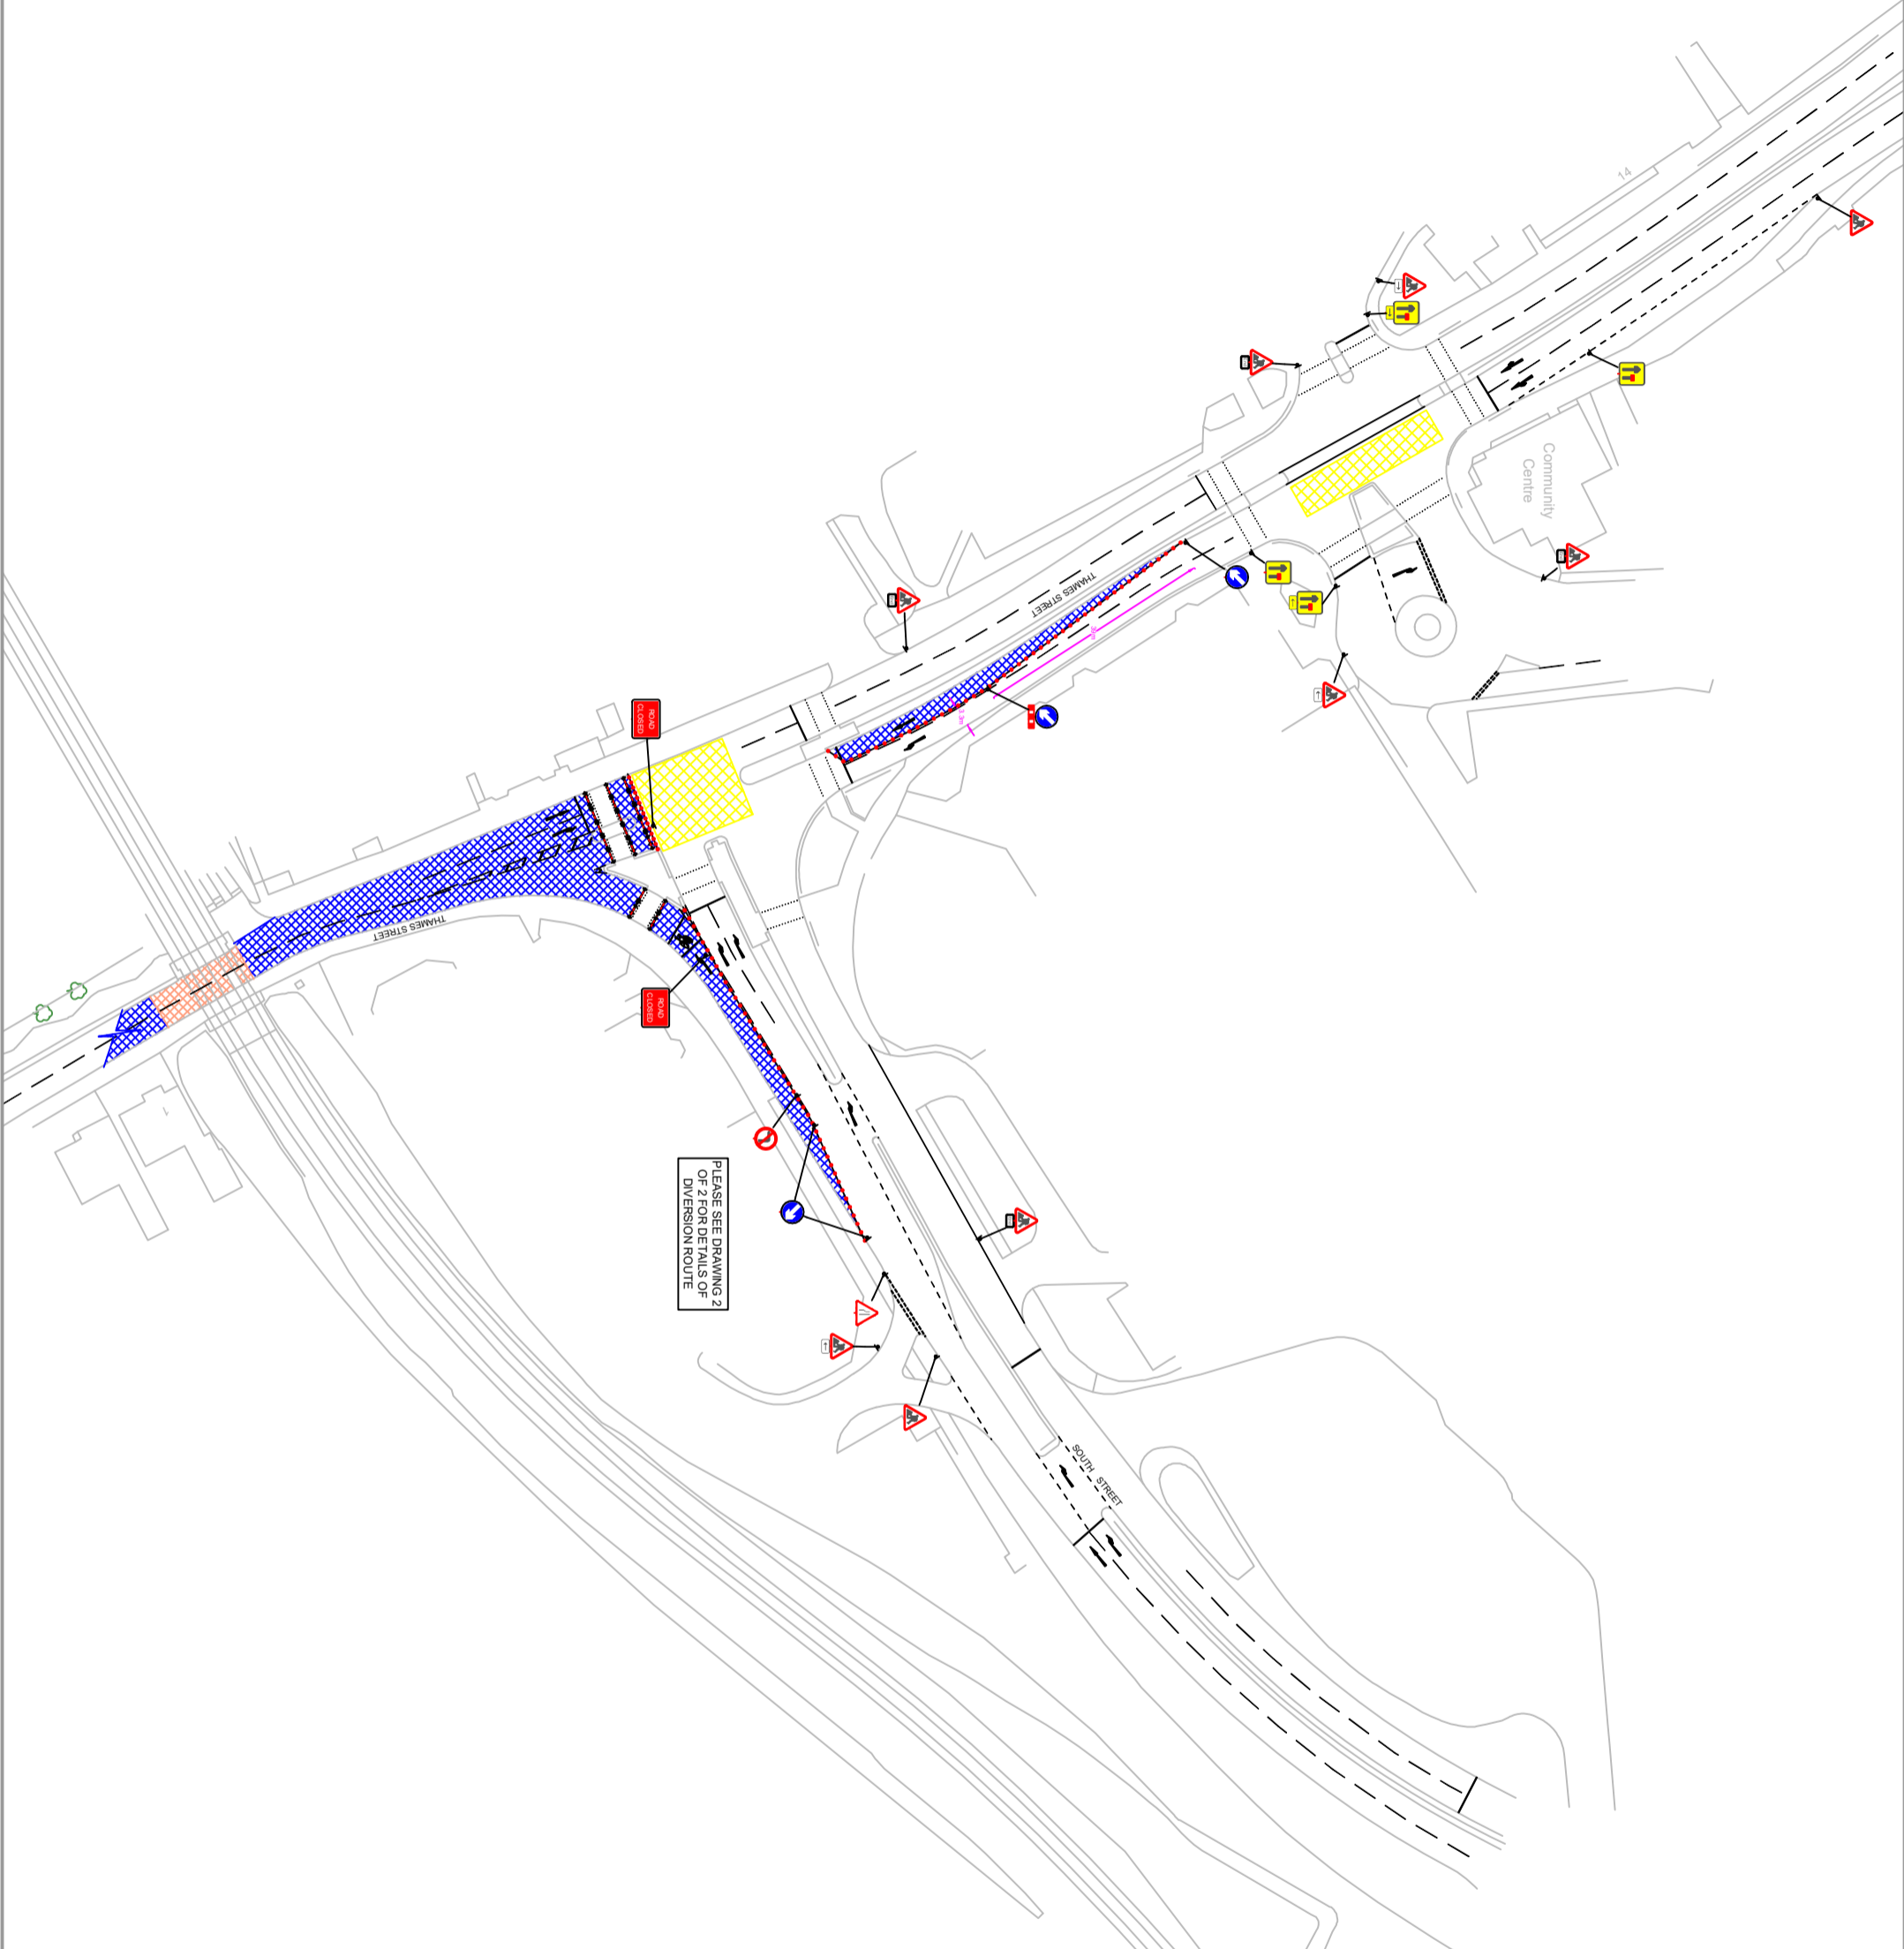 14
Community
Centre
THAMES STREET
ROAD
CLOSED
THAMES STREET
ROAD
CLOSED
PLEASE SEE DRAWING 2
OF 2 FOR DETAILS OF
DIVERSION ROUTE
SOUTH STREET